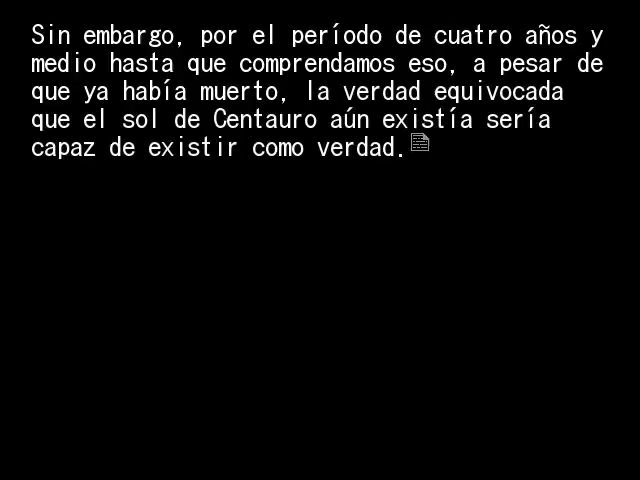 Sin embargo, por el período de cuatro años y
medio hasta que comprendamos eso, a pesar de
que ya había muerto, la verdad equivocada
que el sol de Centauro aún existía sería
capaz de existir como verdad.